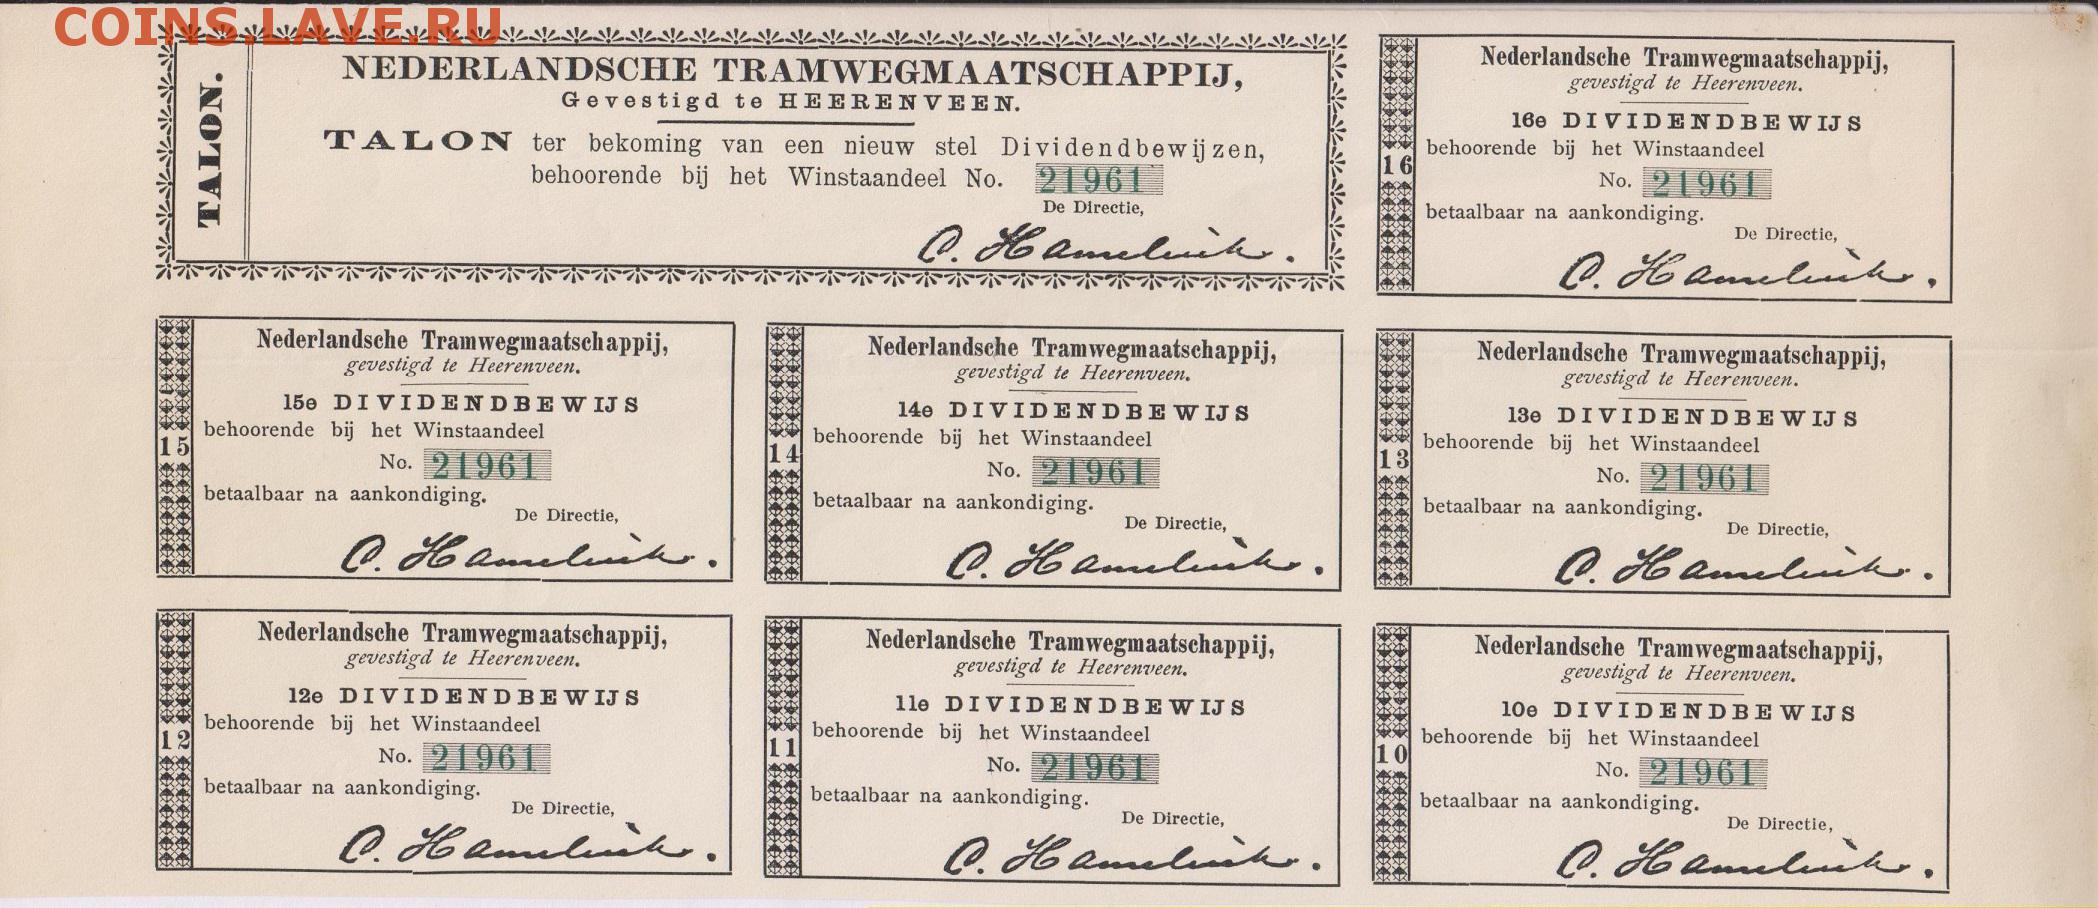 COINS.LAVE.RU
TALON.
NEDERLANDSCHE TRAMWEGMAATSCHAPPIJ,
Gevestigd te HEERENVEEN.
TALON ter bekoming van een nieuw stel Dividendbewijzen,
behoorende bij het Winstaandeel No. 21961
De Directie,
C. Hamelink.
16
Nederlandsche Tramwegmaatschappij,
gevestigd te Heerenveen.
16e DIVIDENDBEWIJS
behoorende bij het Winstaandeel
No. 21961
betaalbaar na aankondiging.
De Directie,
C. Hamelink.
15
Nederlandsche Tramwegmaatschappij,
gevestigd te Heerenveen.
15e DIVIDENDBEWIJS
behoorende bij het Winstaandeel
No. 21961
betaalbaar na aankondiging.
De Directie,
C. Hamelink.
14
Nederlandsche Tramwegmaatschappij,
gevestigd te Heerenveen.
14e DIVIDENDBEWIJS
behoorende bij het Winstaandeel
No. 21961
betaalbaar na aankondiging.
De Directie,
C. Hamelink.
13
Nederlandsche Tramwegmaatschappij,
gevestigd te Heerenveen.
13e DIVIDENDBEWIJS
behoorende bij het Winstaandeel
No. 21961
betaalbaar na aankondiging.
De Directie,
C. Hamelink.
12
Nederlandsche Tramwegmaatschappij,
gevestigd te Heerenveen.
12e DIVIDENDBEWIJS
behoorende bij het Winstaandeel
No. 21961
betaalbaar na aankondiging.
De Directie,
C. Hamelink.
11
Nederlandsche Tramwegmaatschappij,
gevestigd te Heerenveen.
11e DIVIDENDBEWIJS
behoorende bij het Winstaandeel
No. 21961
betaalbaar na aankondiging.
De Directie,
C. Hamelink.
10
Nederlandsche Tramwegmaatschappij,
gevestigd te Heerenveen.
10e DIVIDENDBEWIJS
behoorende bij het Winstaandeel
No. 21961
betaalbaar na aankondiging.
De Directie,
C. Hamelink.